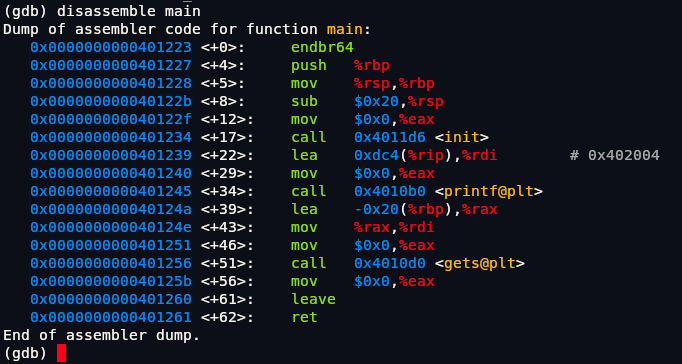 (gdb) disassemble main
Dump of assembler code for function main:
   0x0000000000401223 <+0>:     endbr64
   0x0000000000401227 <+4>:     push   %rbp
   0x0000000000401228 <+5>:     mov    %rsp,%rbp
   0x000000000040122b <+8>:     sub    $0x20,%rsp
   0x000000000040122f <+12>:    mov    $0x0,%eax
   0x0000000000401234 <+17>:    call   0x4011d6 <init>
   0x0000000000401239 <+22>:    lea    0xdc4(%rip),%rdi        # 0x402004
   0x0000000000401240 <+29>:    mov    $0x0,%eax
   0x0000000000401245 <+34>:    call   0x4010b0 <printf@plt>
   0x000000000040124a <+39>:    lea    -0x20(%rbp),%rax
   0x000000000040124e <+43>:    mov    %rax,%rdi
   0x0000000000401251 <+46>:    mov    $0x0,%eax
   0x0000000000401256 <+51>:    call   0x4010d0 <gets@plt>
   0x000000000040125b <+56>:    mov    $0x0,%eax
   0x0000000000401260 <+61>:    leave
   0x0000000000401261 <+62>:    ret
End of assembler dump.
(gdb)